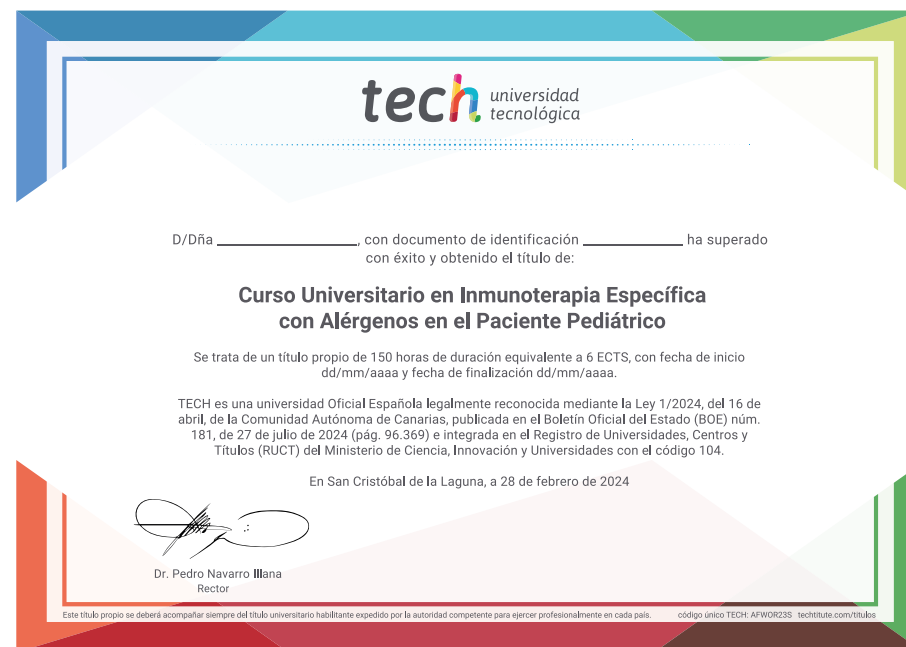 tech universidad
tecnológica
D/Dña ____________________, con documento de identificación ______________ ha superado
con éxito y obtenido el título de:
Curso Universitario en Inmunoterapia Específica
con Alérgenos en el Paciente Pediátrico
Se trata de un título propio de 150 horas de duración equivalente a 6 ECTS, con fecha de inicio
dd/mm/aaaa y fecha de finalización dd/mm/aaaa.
TECH es una universidad Oficial Española legalmente reconocida mediante la Ley 1/2024, del 16 de
abril, de la Comunidad Autónoma de Canarias, publicada en el Boletín Oficial del Estado (BOE) núm.
181, de 27 de julio de 2024 (pág. 96.369) e integrada en el Registro de Universidades, Centros y
Títulos (RUCT) del Ministerio de Ciencia, Innovación y Universidades con el código 104.
En San Cristóbal de la Laguna, a 28 de febrero de 2024
Dr. Pedro Navarro Illana
Rector
Este título propio se deberá acompañar siempre del título universitario habilitante expedido por la autoridad competente para ejercer profesionalmente en cada país. código único TECH: AFWOR23S techtitute.com/titulos